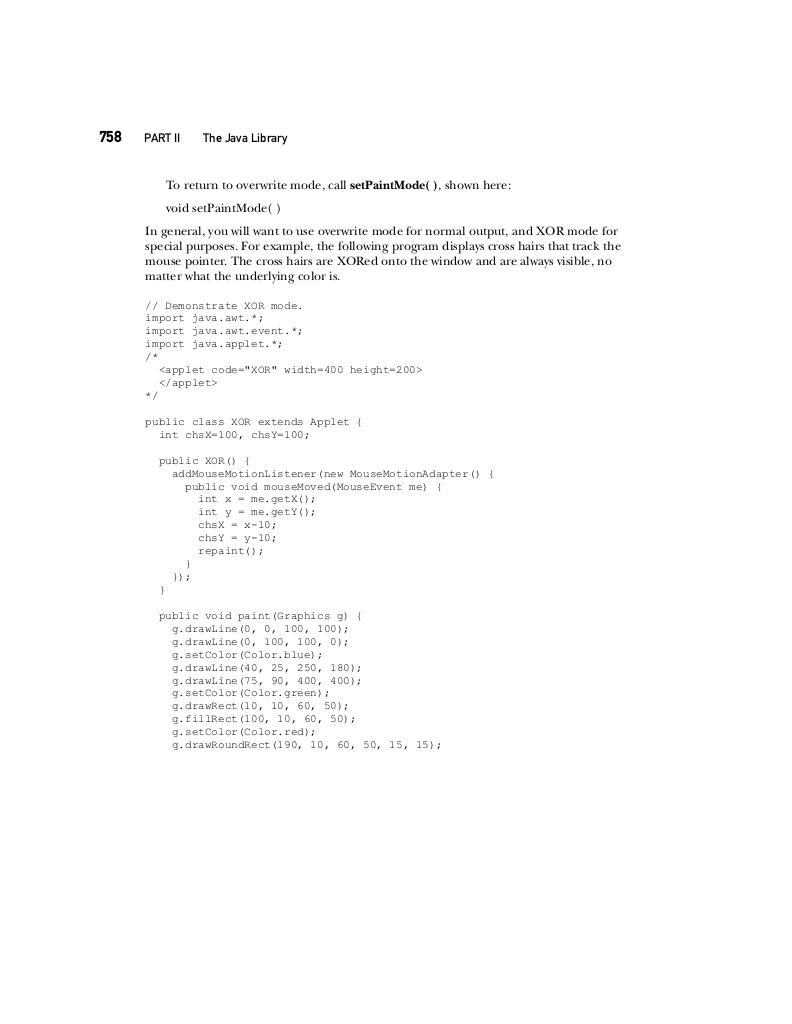 758 PART II The Java Library
To return to overwrite mode, call setPaintMode( ), shown here:
void setPaintMode( )
In general, you will want to use overwrite mode for normal output, and XOR mode for
special purposes. For example, the following program displays cross hairs that track the
mouse pointer. The cross hairs are XORed onto the window and are always visible, no
matter what the underlying color is.
// Demonstrate XOR mode.
import java.awt.*;
import java.awt.event.*;
import java.applet.*;
/*
  <applet code="XOR" width=400 height=200>
  </applet>
*/
public class XOR extends Applet {
  int chsX=100, chsY=100;
  public XOR() {
    addMouseMotionListener(new MouseMotionAdapter() {
      public void mouseMoved(MouseEvent me) {
        int x = me.getX();
        int y = me.getY();
        chsX = x-10;
        chsY = y-10;
        repaint();
      }
    });
  }
  public void paint(Graphics g) {
    g.drawLine(0, 0, 100, 100);
    g.drawLine(0, 100, 100, 0);
    g.setColor(Color.blue);
    g.drawLine(40, 25, 250, 180);
    g.drawLine(75, 90, 400, 400);
    g.setColor(Color.green);
    g.drawRect(10, 10, 60, 50);
    g.fillRect(100, 10, 60, 50);
    g.setColor(Color.red);
    g.drawRoundRect(190, 10, 60, 50, 15, 15);